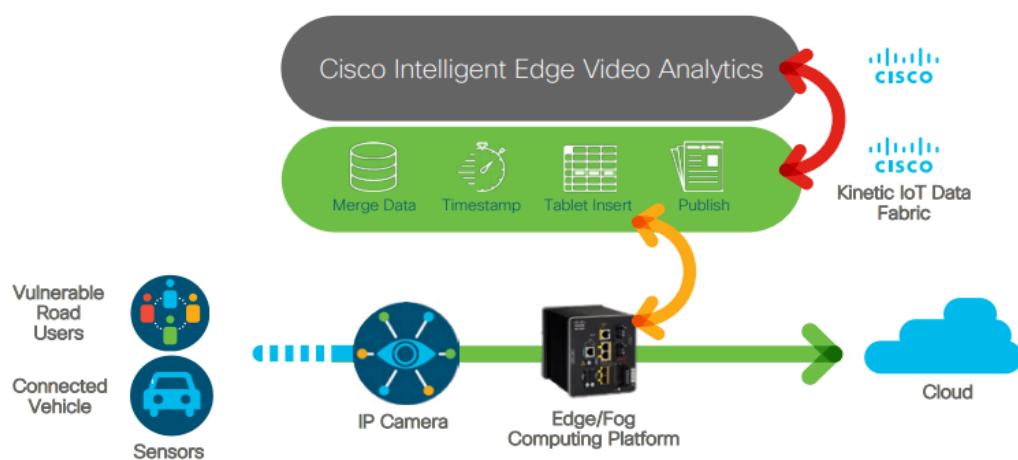 Cisco Intelligent Edge Video Analytics
CISCO
Merge Data
Timestamp
Tablet Insert
Publish
CISCO
Kinetic IoT Data
Fabric
Vulnerable
Road
Users
Connected
Vehicle
Sensors
IP Camera
Edge/Fog
Computing Platform
Cloud